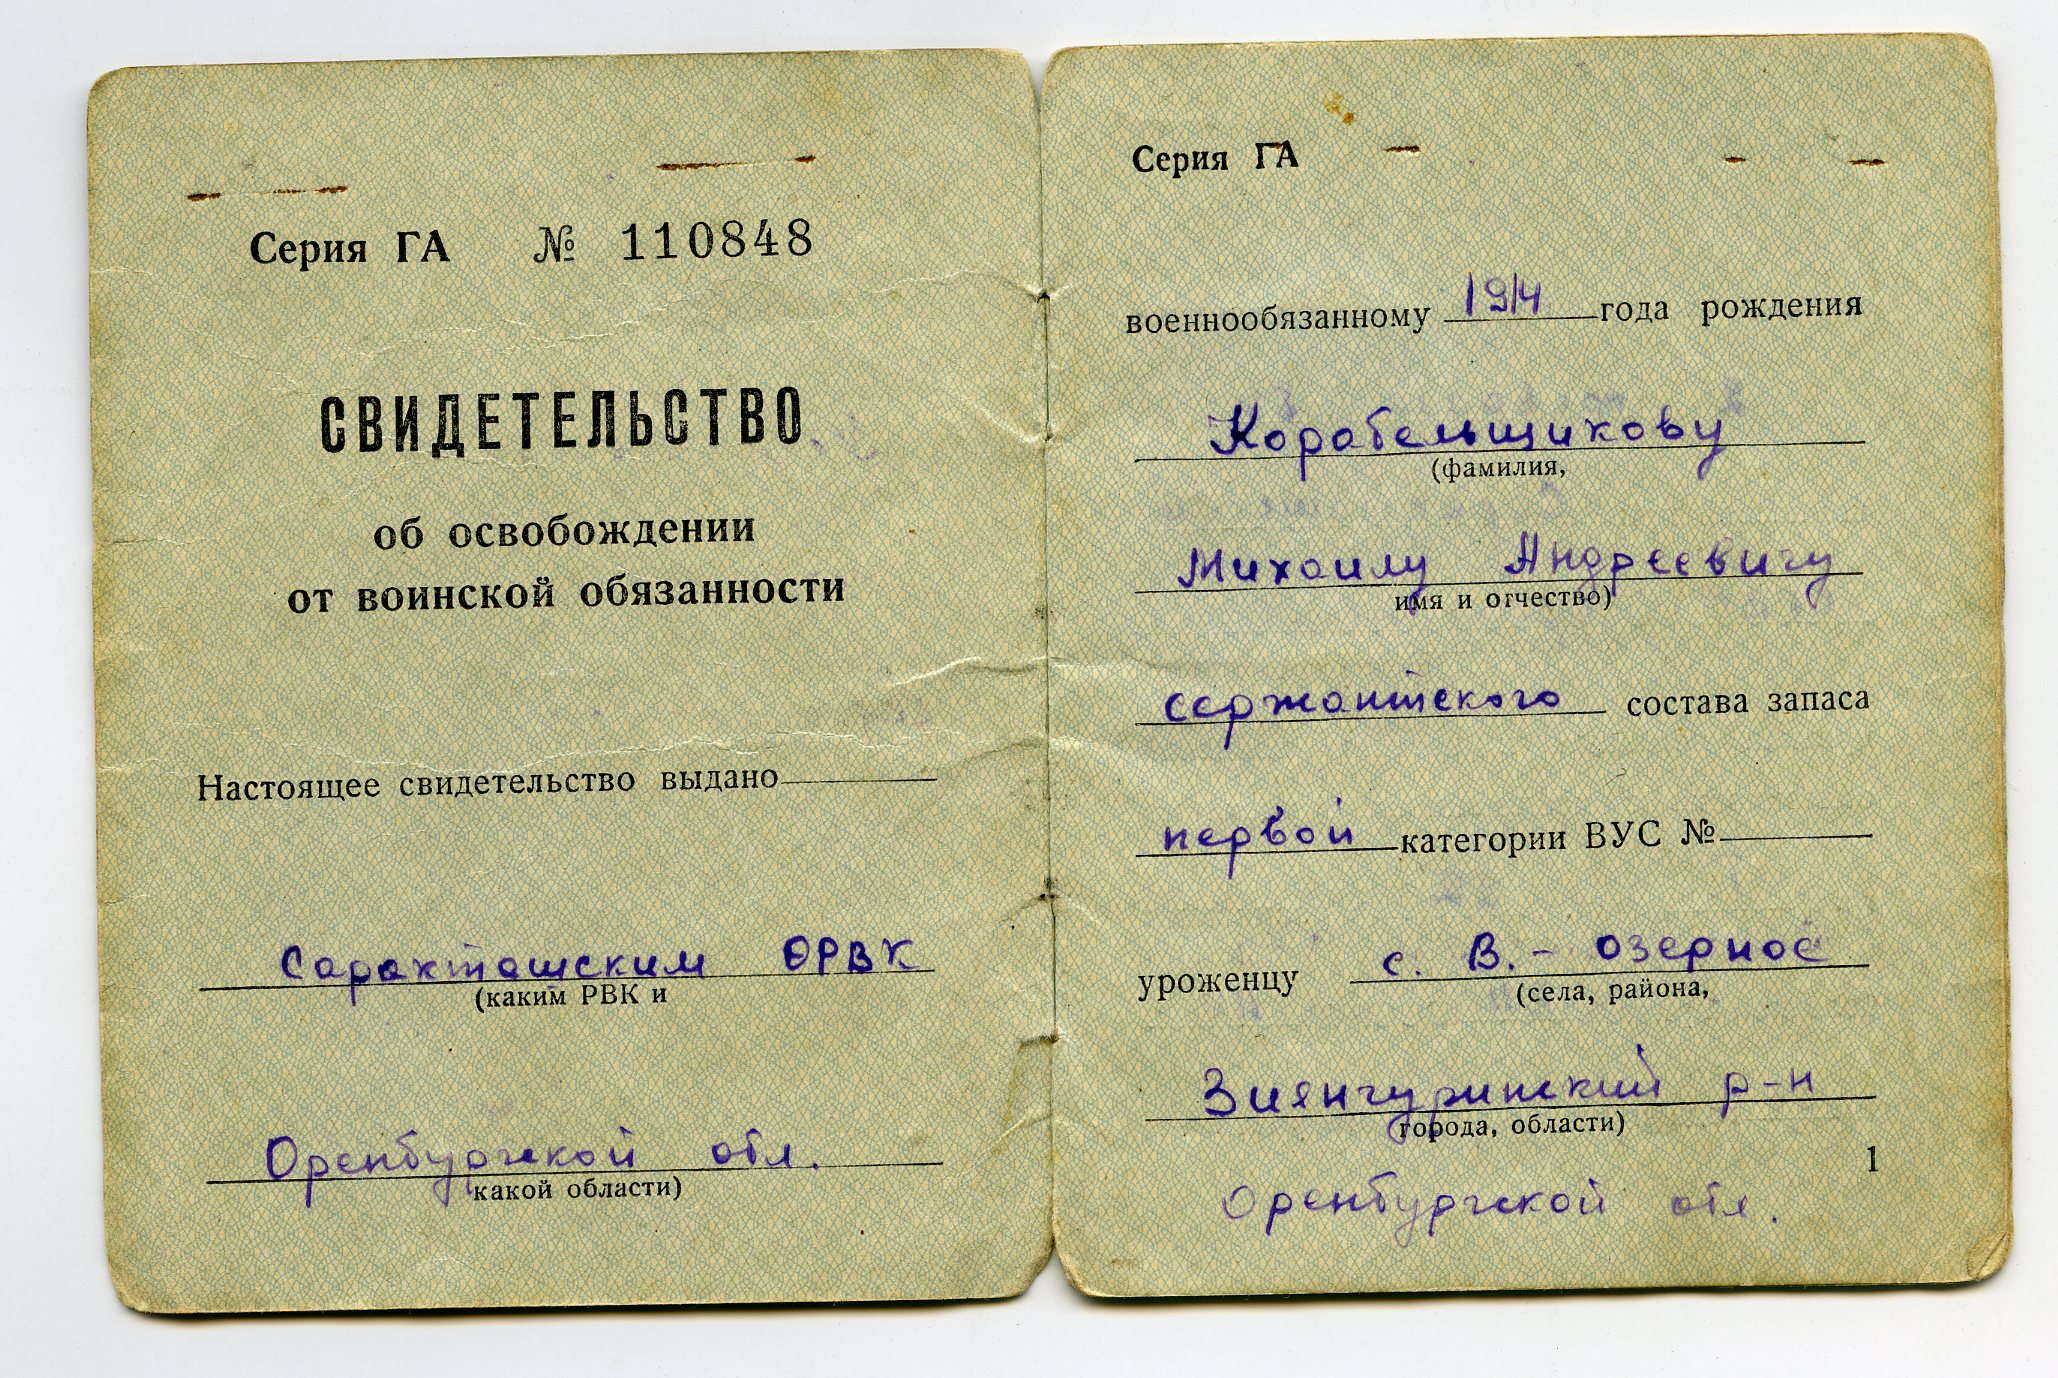 Серия ГА № 110848
СВИДЕТЕЛЬСТВО
об освобождении
от воинской обязанности
Настоящее свидетельство выдано
Саракташским ОРВК
(каким РВК и
Оренбургской обл.
какой области)
Серия ГА
военнообязанному 1914 года рождения
Корабельщикову
(фамилия,
Михаилу Андреевичу
имя и отчество)
сержантского состава запаса
первой категории ВУС №
уроженцу с. В.-Озерное
(села, района,
Зиянчуринский р-н
города, области)
1
Оренбургской обл.